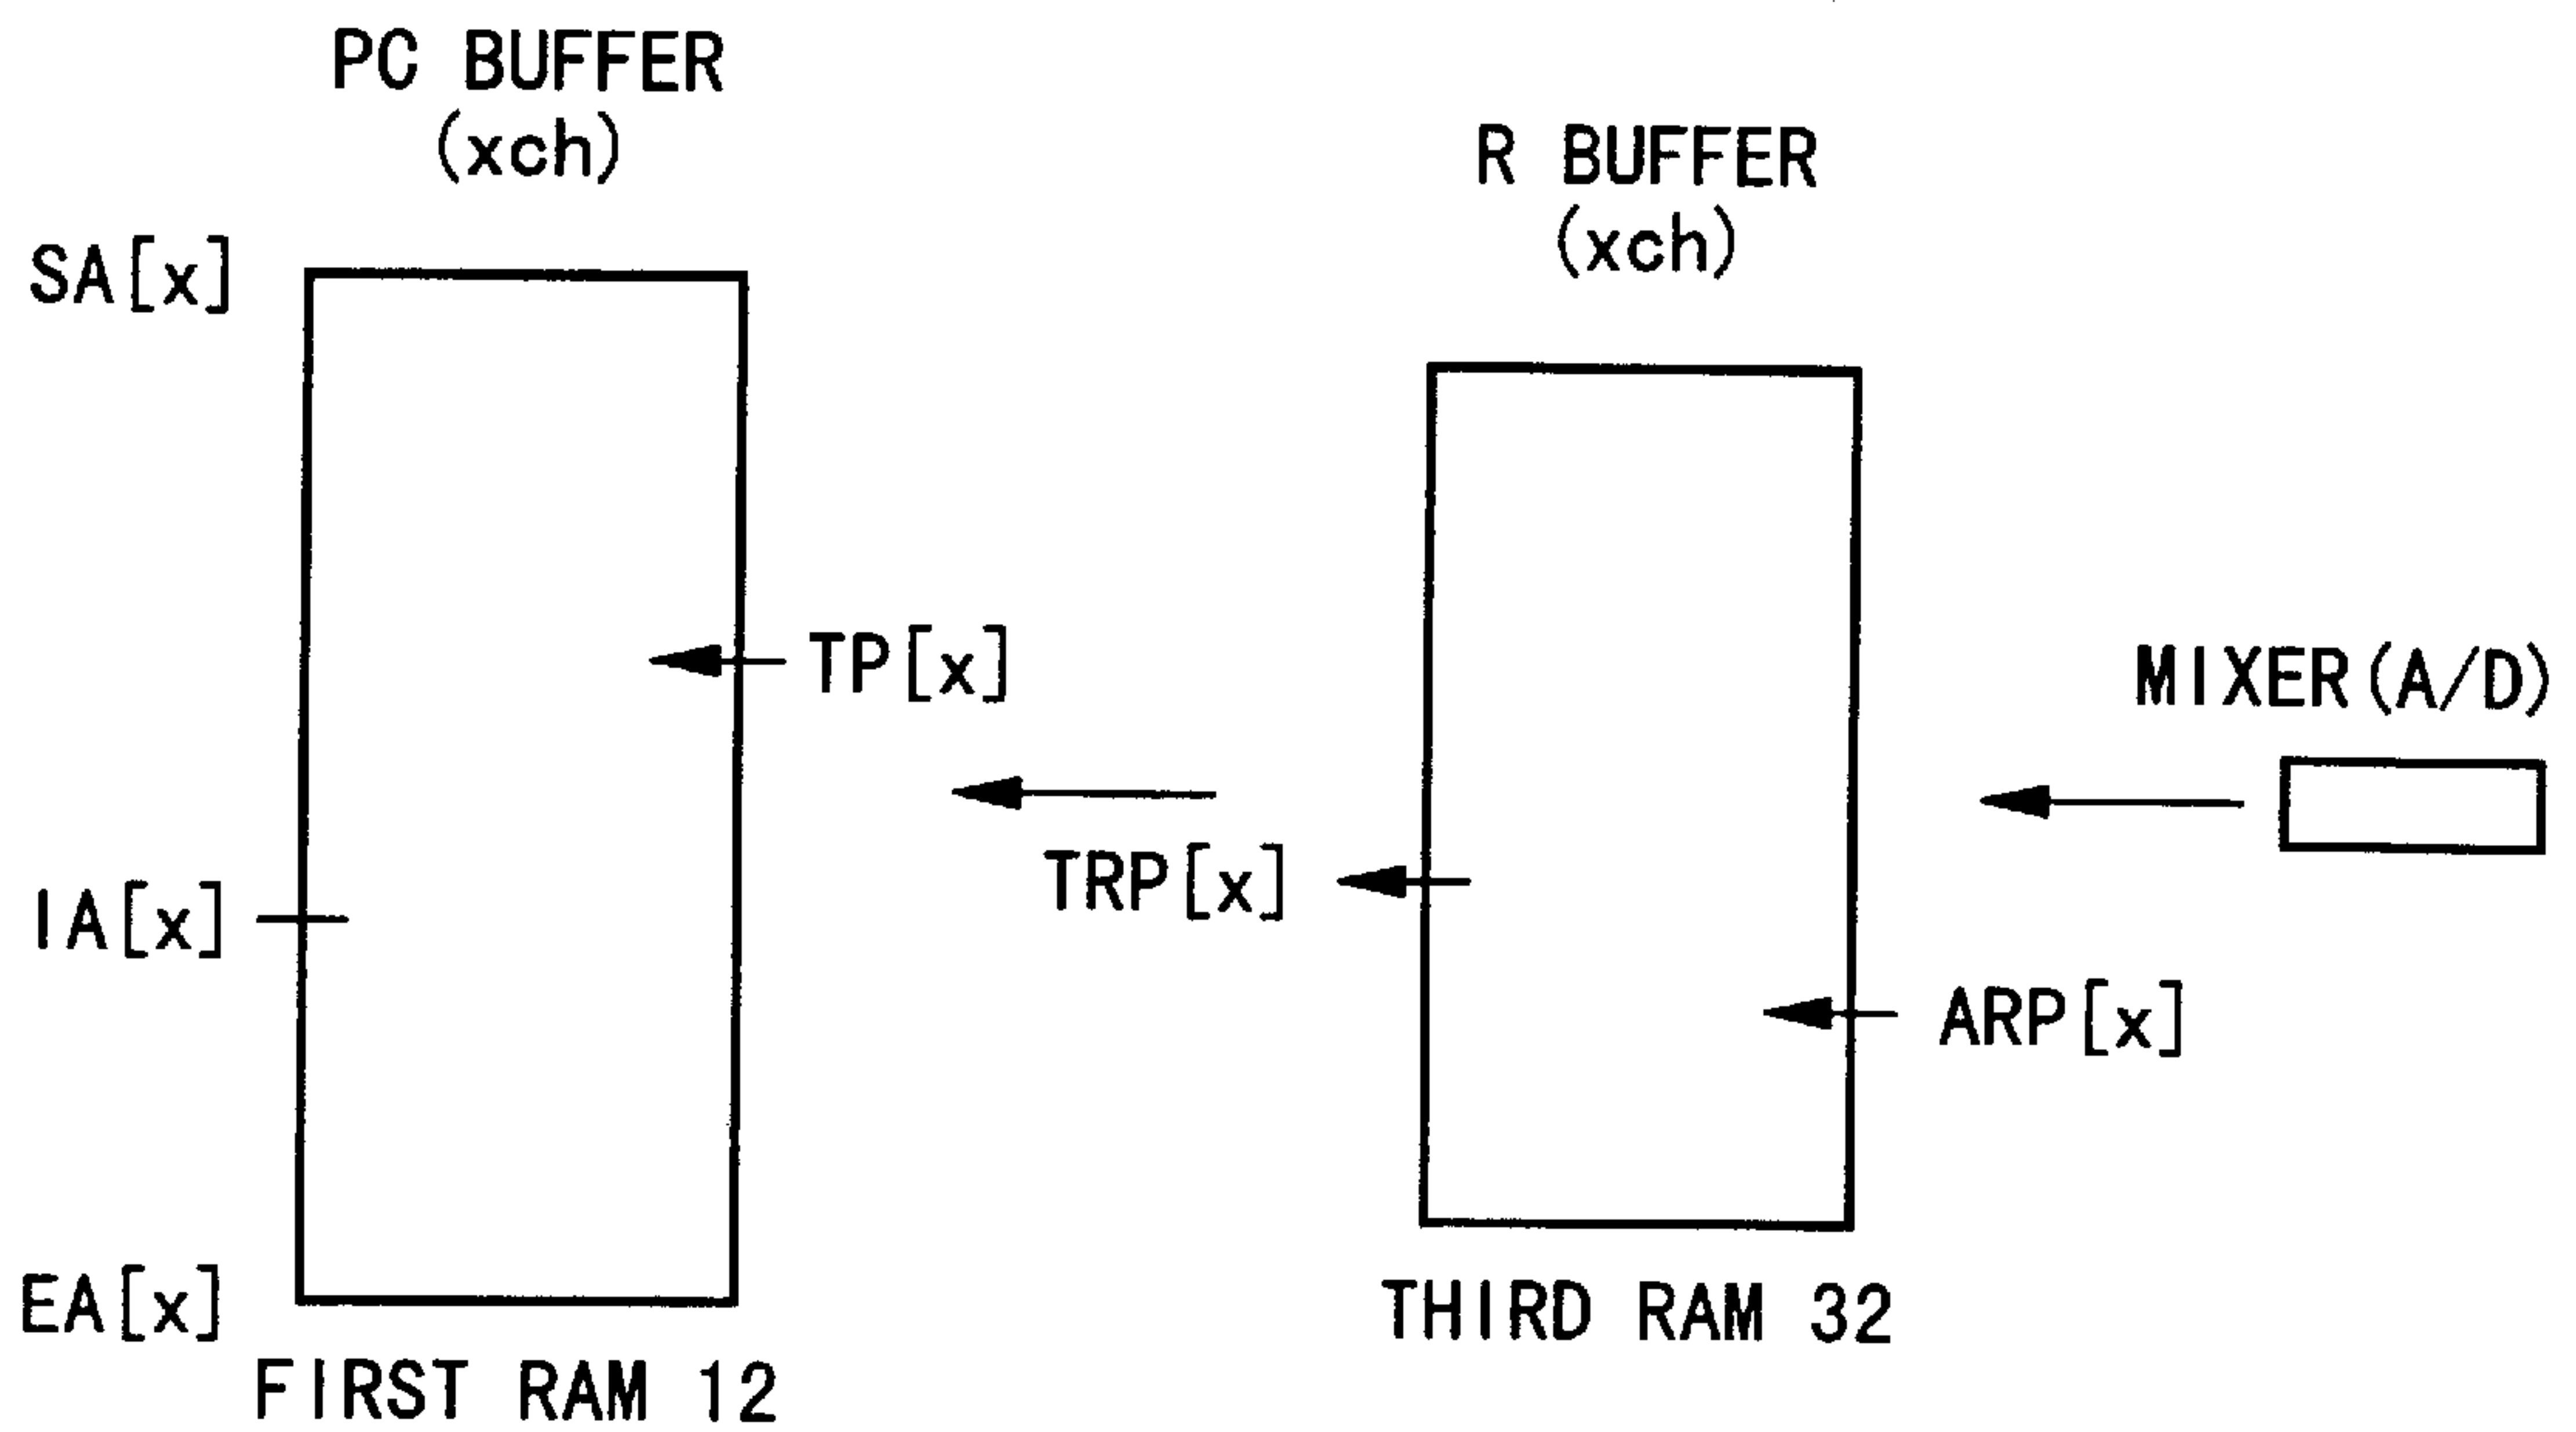 PC BUFFER
(xch)
R BUFFER
(xch)
SA[x]
TP[x]
MIXER(A/D)
TRP[x]
IA[x]
ARP[x]
EA[x]
THIRD RAM 32
FIRST RAM 12